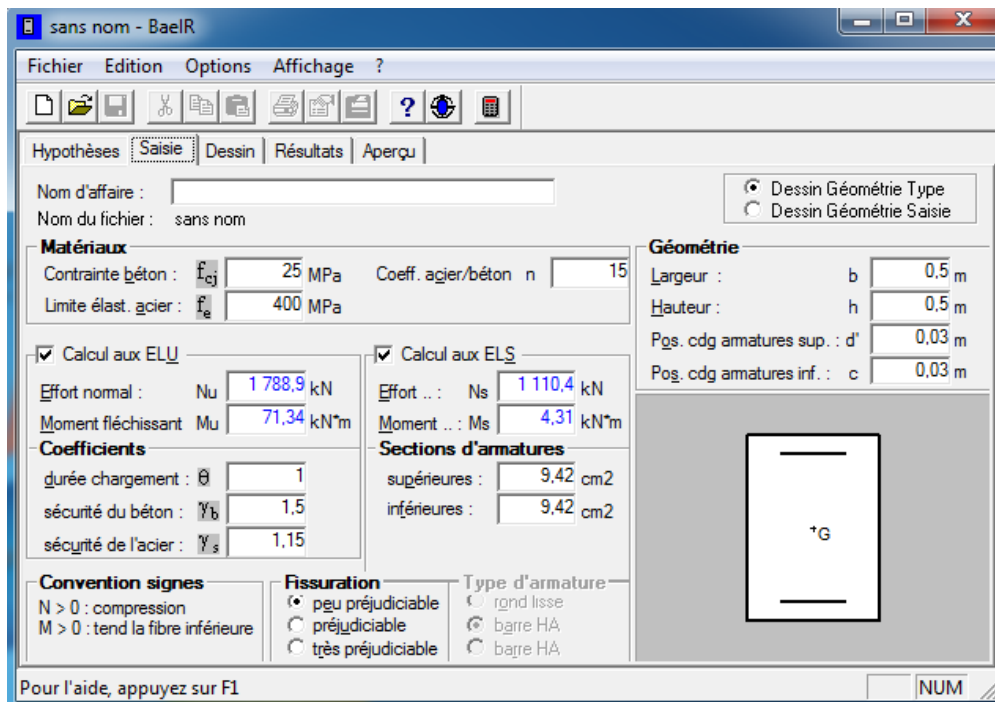 sans nom - BaelR
Fichier Edition Options Affichage ?
Hypothèses Saisie Dessin Résultats Aperçu
Nom d'affaire :
Nom du fichier : sans nom
Dessin Géométrie Type
Dessin Géométrie Saisie
Matériaux
Contrainte béton : fcj 25 MPa Coeff. acier/béton n 15
Limite élast. acier : fe 400 MPa
Géométrie
Largeur : b 0,5 m
Hauteur : h 0,5 m
Pos. cdg armatures sup. : d' 0,03 m
Pos. cdg armatures inf. : c 0,03 m
Calcul aux ELU
Effort normal : Nu 1 788,9 kN
Moment fléchissant Mu 71,34 kN*m
Calcul aux ELS
Effort .. : Ns 1 110,4 kN
Moment .. : Ms 4,31 kN*m
Coefficients
durée chargement : θ 1
sécurité du béton : γb 1,5
sécurité de l'acier : γs 1,15
Sections d'armatures
supérieures : 9,42 cm2
inférieures : 9,42 cm2
+G
Convention signes
N > 0 : compression
M > 0 : tend la fibre inférieure
Fissuration
peu préjudiciable
préjudiciable
très préjudiciable
Type d'armature
rond lisse
barre HA
barre HA
Pour l'aide, appuyez sur F1
NUM